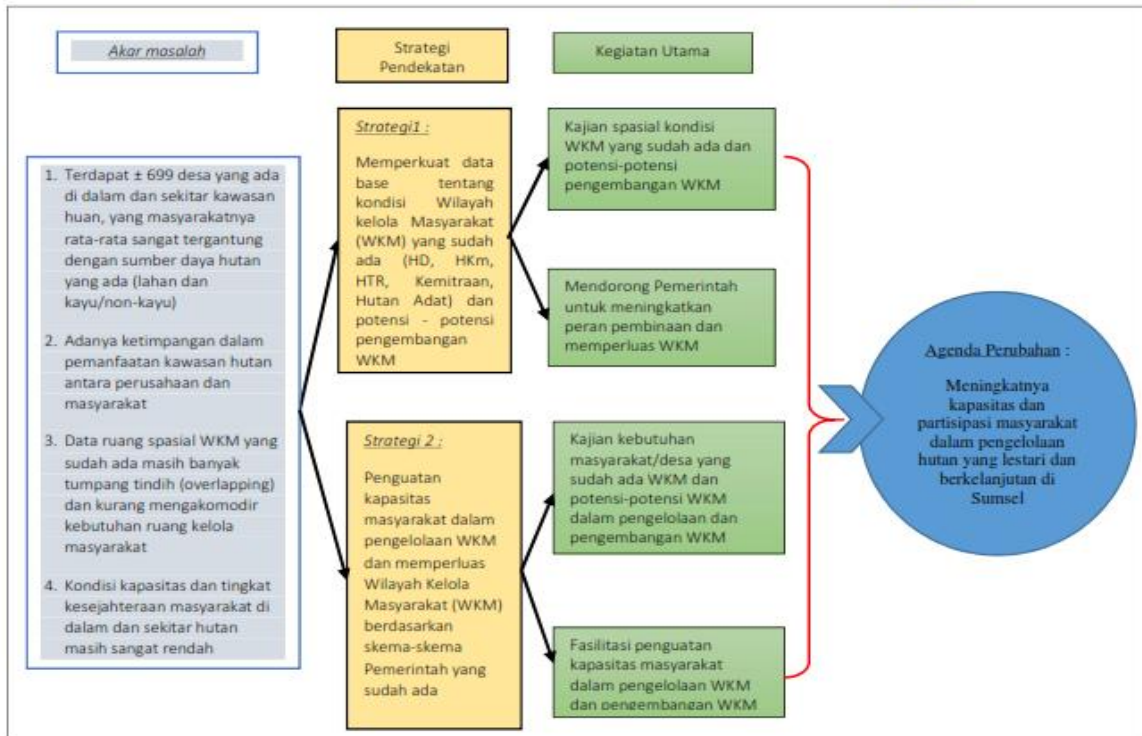 Akar masalah
Strategi
Pendekatan
Kegiatan Utama
1. Terdapat ± 699 desa yang ada
di dalam dan sekitar kawasan
huan, yang masyarakatnya
rata-rata sangat tergantung
dengan sumber daya hutan
yang ada (lahan dan
kayu/non-kayu)
2. Adanya ketimpangan dalam
pemanfaatan kawasan hutan
antara perusahaan dan
masyarakat
3. Data ruang spasial WKM yang
sudah ada masih banyak
tumpang tindih (overlapping)
dan kurang mengakomodir
kebutuhan ruang kelola
masyarakat
4. Kondisi kapasitas dan tingkat
kesejahteraan masyarakat di
dalam dan sekitar hutan
masih sangat rendah
Strategi1 :
Memperkuat data
base tentang
kondisi Wilayah
kelola Masyarakat
(WKM) yang sudah
ada (HD, HKm,
HTR, Kemitraan,
Hutan Adat) dan
potensi - potensi
pengembangan
WKM
Strategi 2 :
Penguatan
kapasitas
masyarakat dalam
pengelolaan WKM
dan memperluas
Wilayah Kelola
Masyarakat (WKM)
berdasarkan
skema-skema
Pemerintah yang
sudah ada
Kajian spasial kondisi
WKM yang sudah ada dan
potensi-potensi
pengembangan WKM
Mendorong Pemerintah
untuk meningkatkan
peran pembinaan dan
memperluas WKM
Kajian kebutuhan
masyarakat/desa yang
sudah ada WKM dan
potensi-potensi WKM
dalam pengelolaan dan
pengembangan WKM
Fasilitasi penguatan
kapasitas masyarakat
dalam pengelolaan WKM
dan pengembangan WKM
Agenda Perubahan :
Meningkatnya
kapasitas dan
partisipasi masyarakat
dalam pengelolaan
hutan yang lestari dan
berkelanjutan di
Sumsel